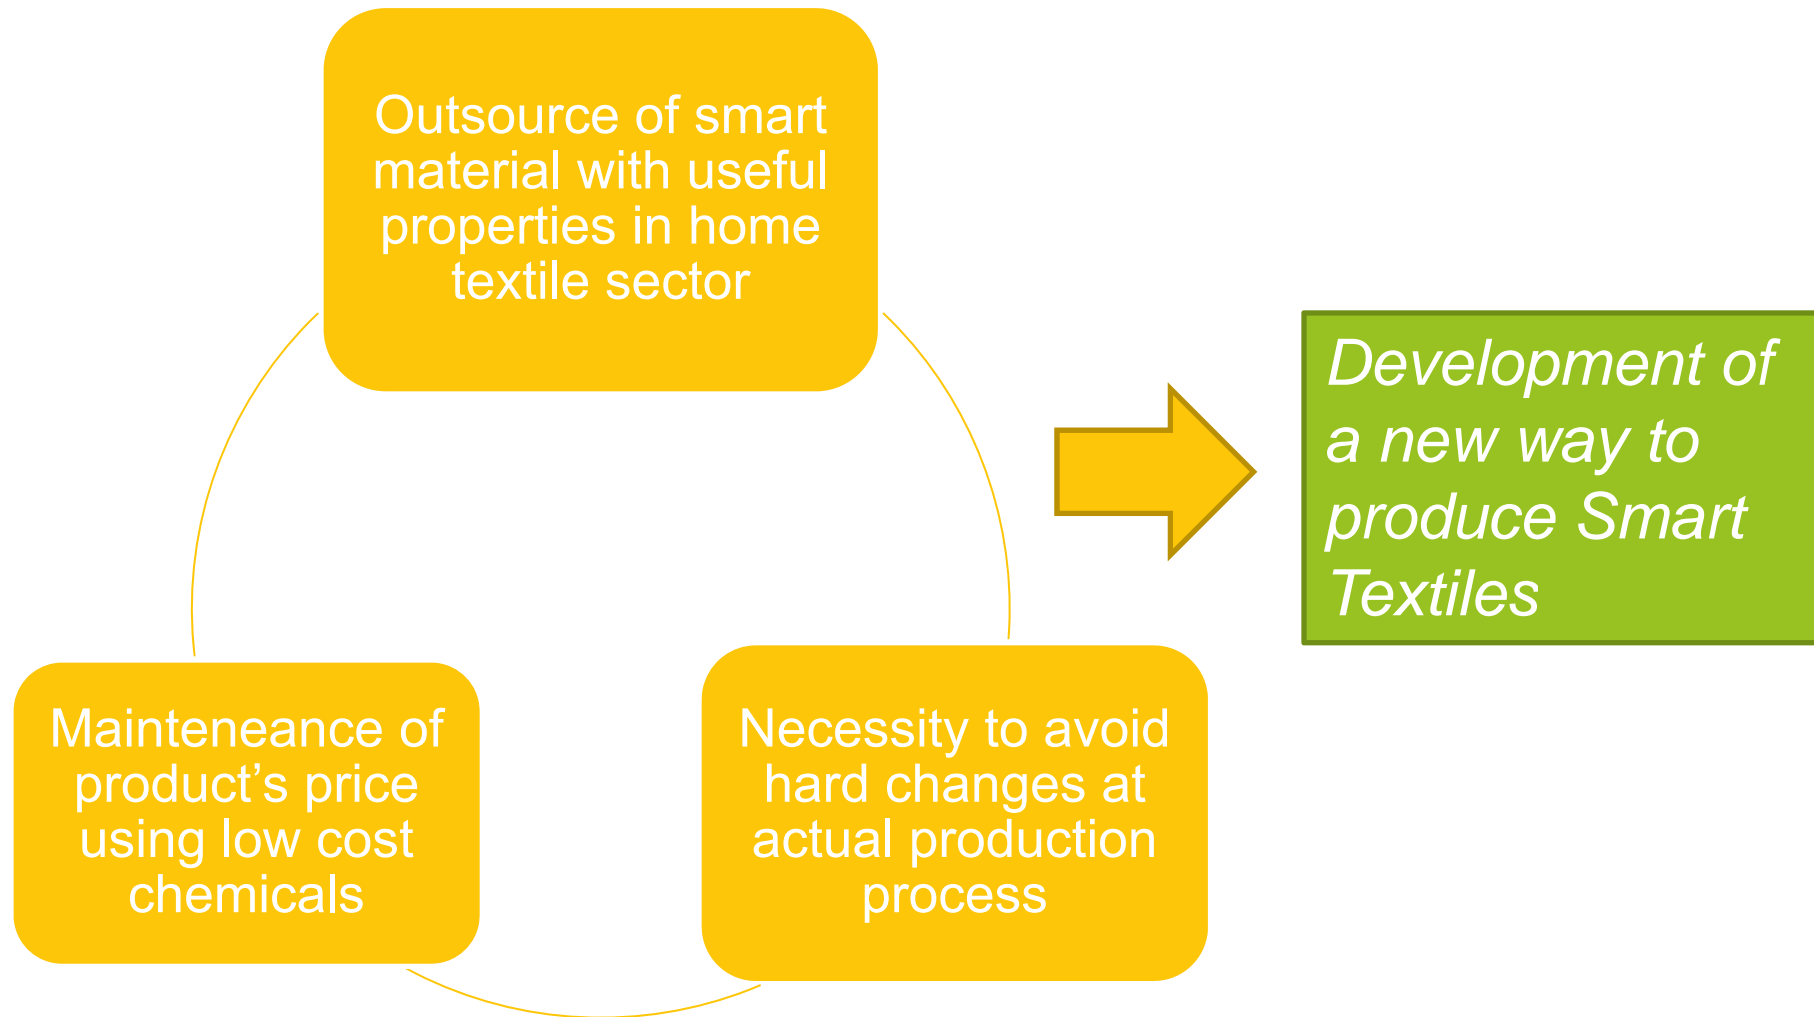 Outsource of smart
material with useful
properties in home
textile sector
Development of
a new way to
produce Smart
Textiles
Mainteneance of
product’s price
using low cost
chemicals
Necessity to avoid
hard changes at
actual production
process